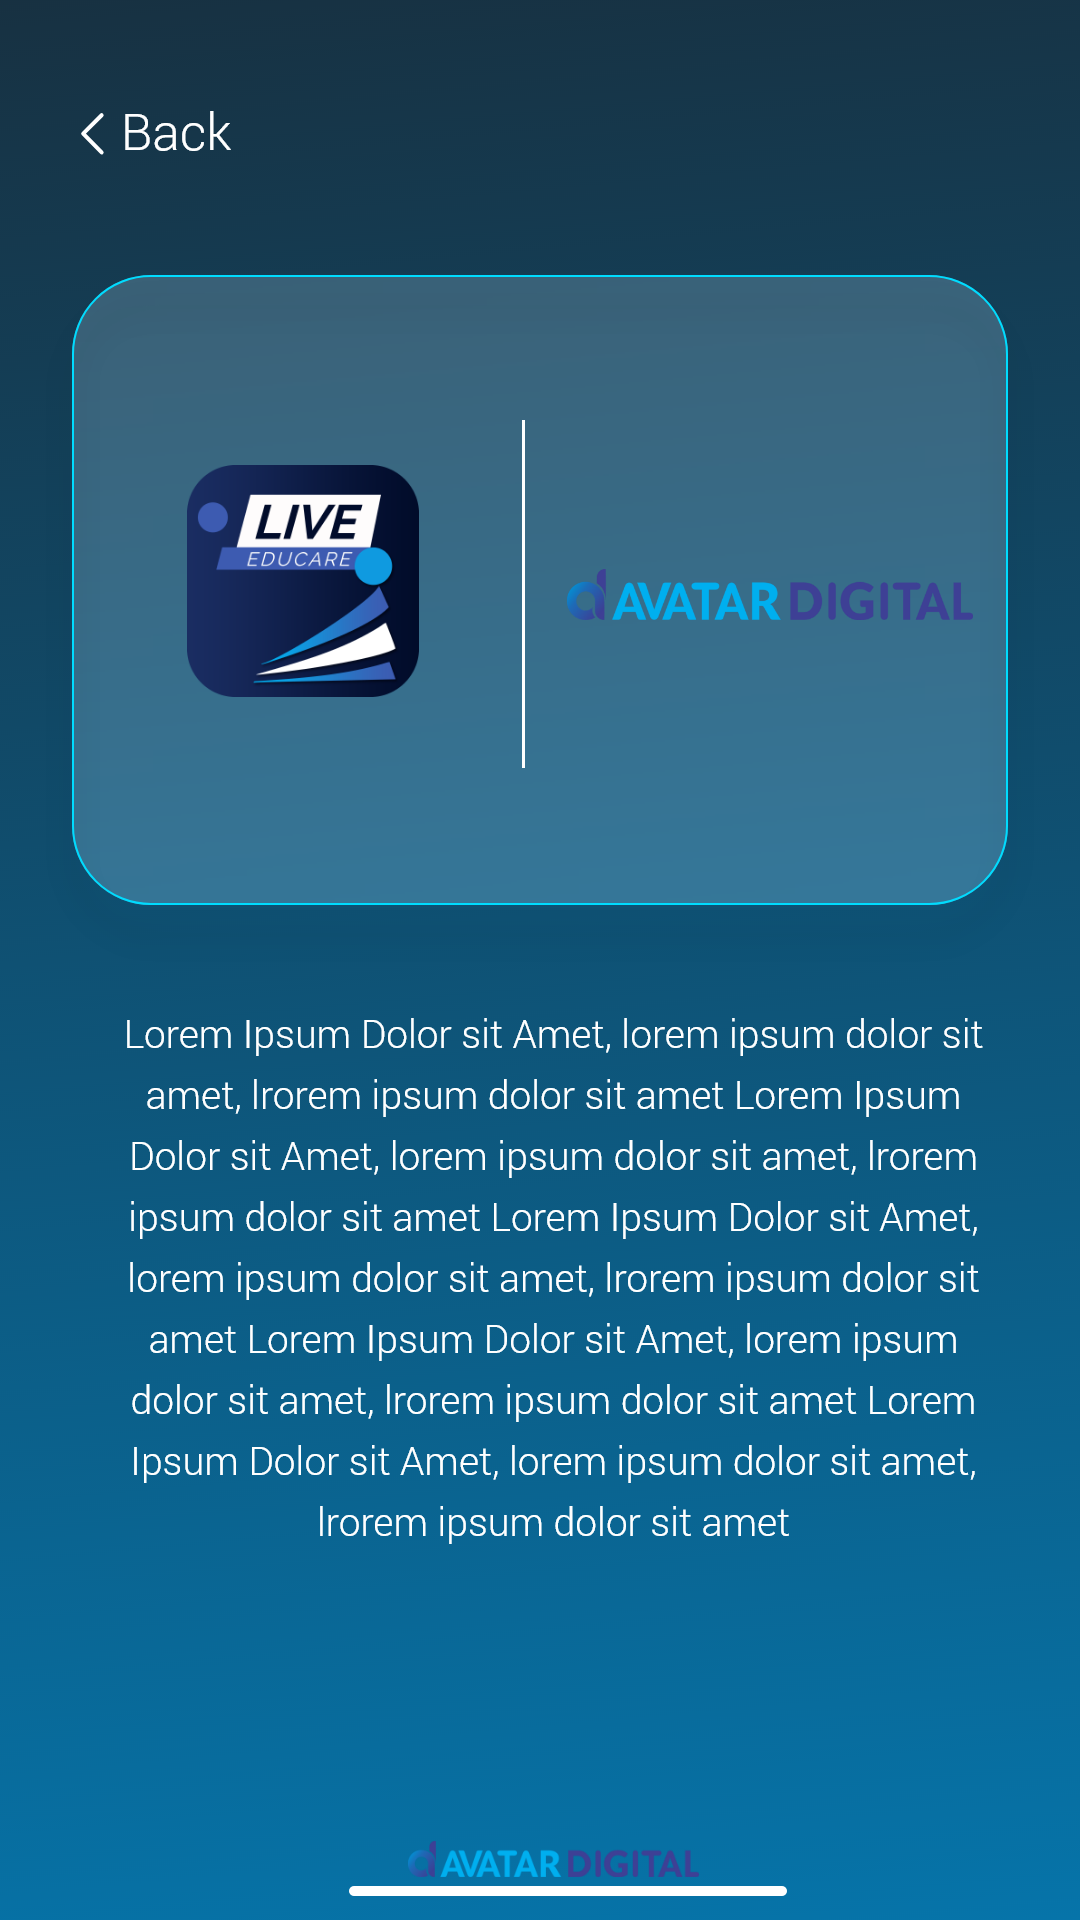 Back
LIVE
EDUCARE
AVATAR DIGITAL
Lorem Ipsum Dolor sit Amet, lorem ipsum dolor sit
amet, lrorem ipsum dolor sit amet Lorem Ipsum
Dolor sit Amet, lorem ipsum dolor sit amet, lrorem
ipsum dolor sit amet Lorem Ipsum Dolor sit Amet,
lorem ipsum dolor sit amet, lrorem ipsum dolor sit
amet Lorem Ipsum Dolor sit Amet, lorem ipsum
dolor sit amet, lrorem ipsum dolor sit amet Lorem
Ipsum Dolor sit Amet, lorem ipsum dolor sit amet,
lrorem ipsum dolor sit amet
AVATAR DIGITAL